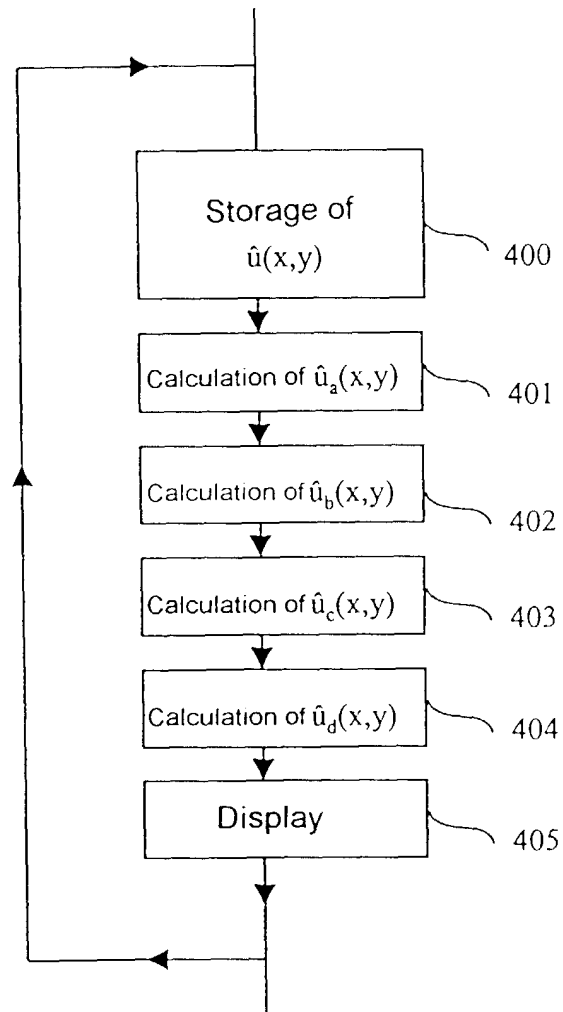 Storage of
û(x,y)
400
Calculation of ûₐ(x,y)
401
Calculation of û_b(x,y)
402
Calculation of û_c(x,y)
403
Calculation of û_d(x,y)
404
Display
405